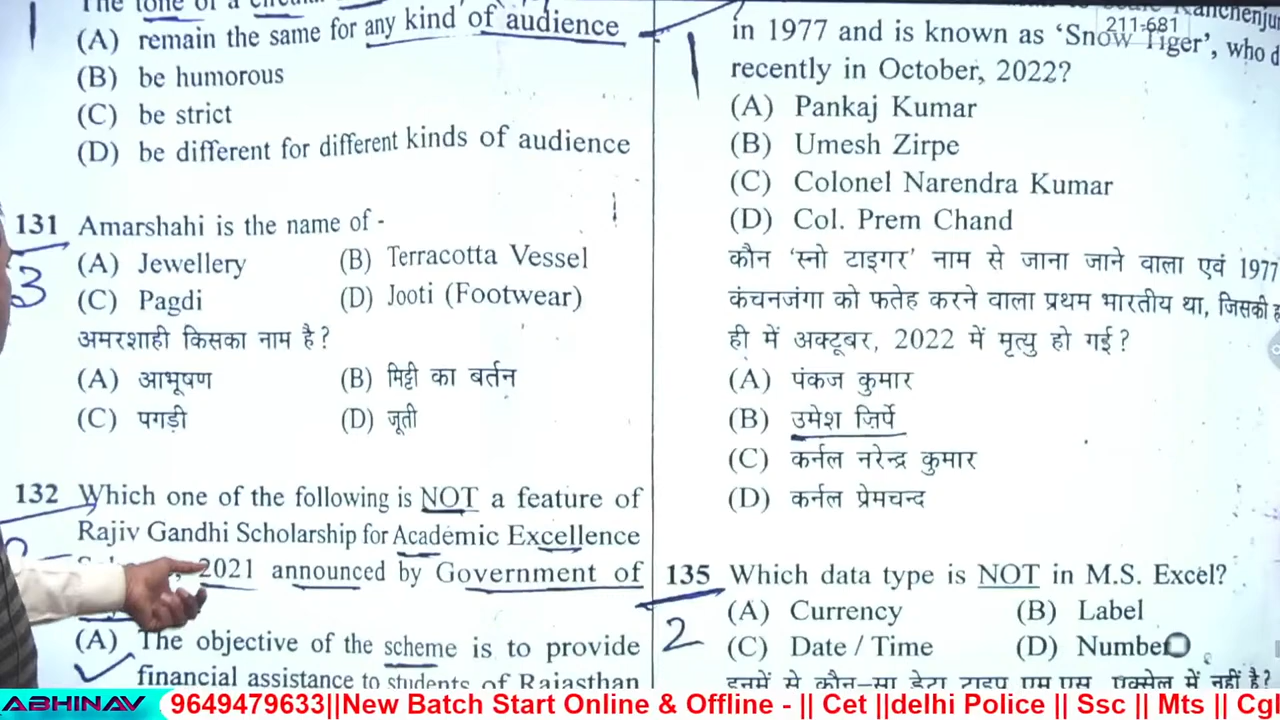 The tone of a
(A) remain the same for any kind of audience
(B) be humorous
(C) be strict
(D) be different for different kinds of audience
131 Amarshahi is the name of -
3
(A) Jewellery (B) Terracotta Vessel
(C) Pagdi (D) Jooti (Footwear)
अमरशाही किसका नाम है?
(A) आभूषण (B) मिट्टी का बर्तन
(C) पगड़ी (D) जूती
132 Which one of the following is NOT a feature of
Rajiv Gandhi Scholarship for Academic Excellence
2021 announced by Government of
(A) The objective of the scheme is to provide
financial assistance to students of Rajasthan
211-681
in 1977 and is known as ‘Snow Tiger’, who d
recently in October, 2022?
(A) Pankaj Kumar
(B) Umesh Zirpe
(C) Colonel Narendra Kumar
(D) Col. Prem Chand
कौन ‘स्नो टाइगर’ नाम से जाना जाने वाला एवं 1977
कंचनजंगा को फतेह करने वाला प्रथम भारतीय था, जिसकी ह
ही में अक्टूबर, 2022 में मृत्यु हो गई?
(A) पंकज कुमार
(B) उमेश ज़िर्पे
(C) कर्नल नरेन्द्र कुमार
(D) कर्नल प्रेमचन्द
135 Which data type is NOT in M.S. Excel?
2
(A) Currency (B) Label
(C) Date / Time (D) Number
इनमें से कौन-सा डेटा टाइप एम.एस. एक्सेल में नहीं है?
ABHINAV 9649479633||New Batch Start Online & Offline - || Cet ||delhi Police || Ssc || Mts || Cgl